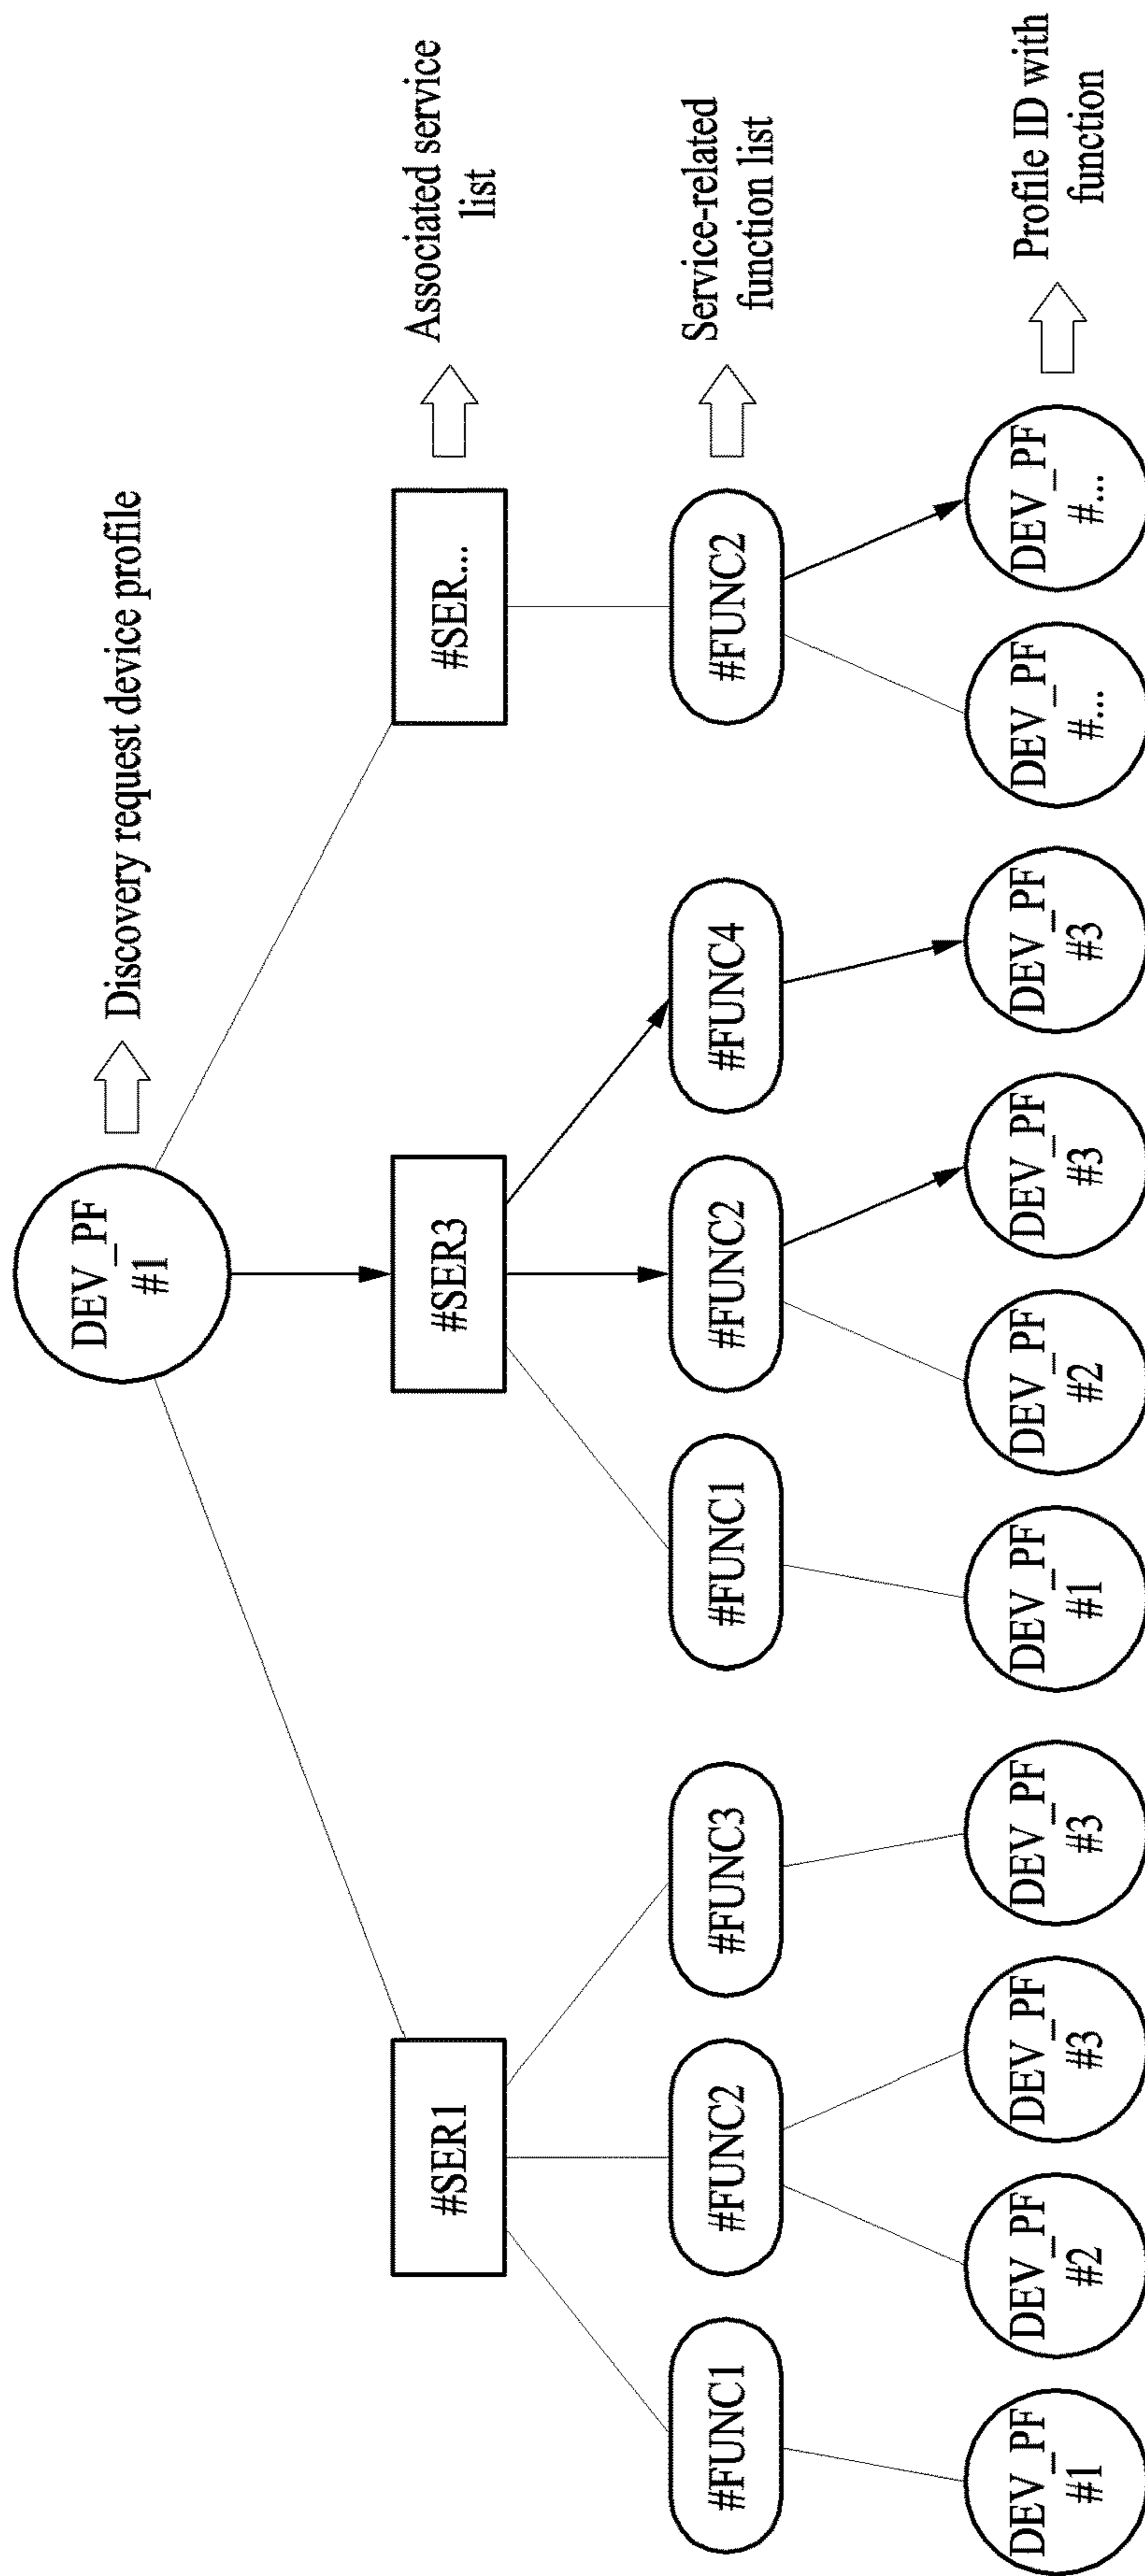 DEV_PF
#1
Discovery request device profile
#SER1
#SER3
#SER...
Associated service
list
#FUNC1
#FUNC2
#FUNC3
#FUNC1
#FUNC2
#FUNC4
#FUNC2
Service-related
function list
DEV_PF
#1
DEV_PF
#2
DEV_PF
#3
DEV_PF
#3
DEV_PF
#1
DEV_PF
#2
DEV_PF
#3
DEV_PF
#3
DEV_PF
#...
DEV_PF
#...
Profile ID with
function